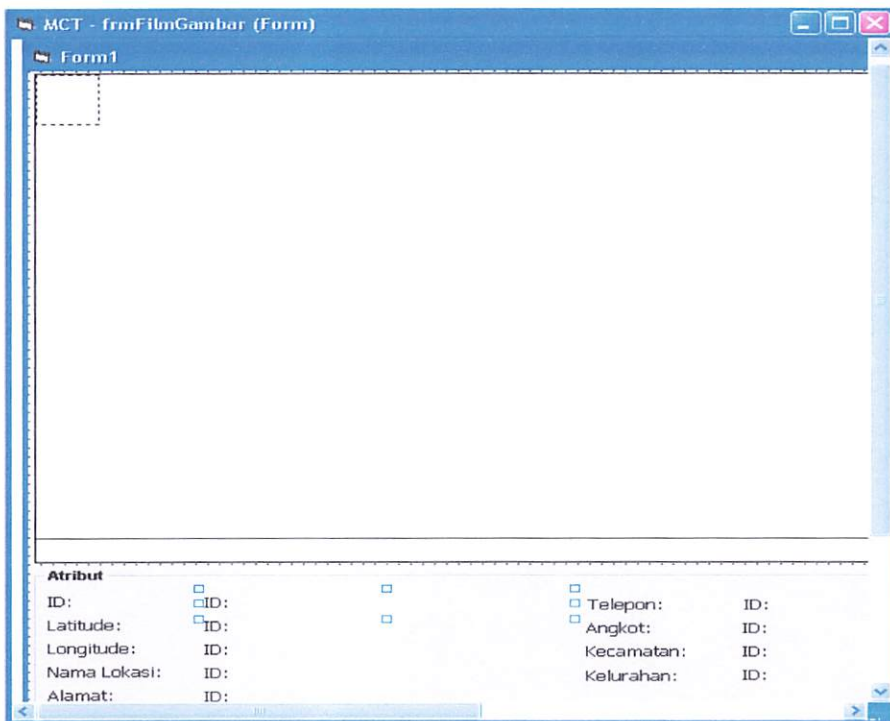 MCT - frmFilmGambar (Form)
Form1
Atribut
ID: ID: Telepon: ID:
Latitude: ID: Angkot: ID:
Longitude: ID: Kecamatan: ID:
Nama Lokasi: ID: Kelurahan: ID:
Alamat: ID: